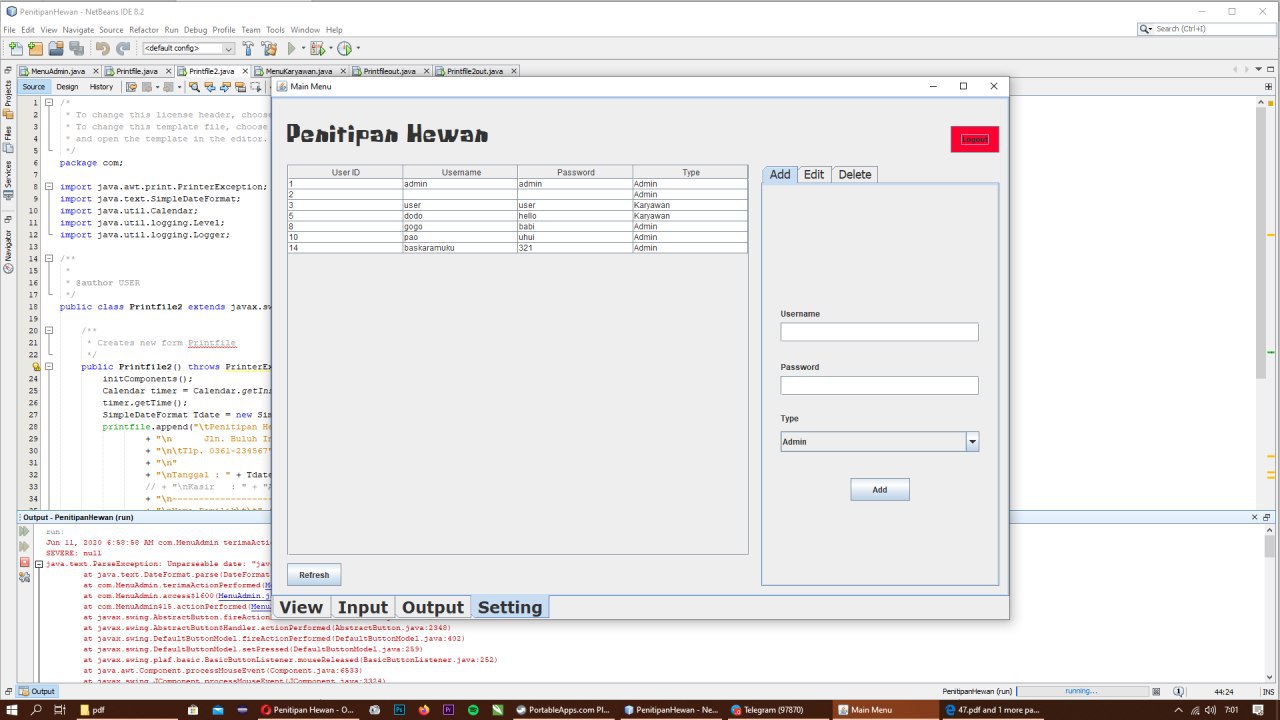 PenitipanHewan - NetBeans IDE 8.2
File Edit View Navigate Source Refactor Run Debug Profile Team Tools Window Help
Search (Ctrl+I)
<default config>
MenuAdmin.java Printfile.java Printfile2.java MenuKaryawan.java Printfileout.java Printfile2out.java
Source Design History
Projects
Files
Services
Navigator
1 /*
2 * To change this license header, choos
3 * To change this template file, choose
4 * and open the template in the editor.
5 */
6 package com;
7
8 import java.awt.print.PrinterException;
9 import java.text.SimpleDateFormat;
10 import java.util.Calendar;
11 import java.util.logging.Level;
12 import java.util.logging.Logger;
13
14 /**
15 *
16 * @author USER
17 */
18 public class Printfile2 extends javax.sw
19
20 /**
21 * Creates new form Printfile
22 */
public Printfile2() throws PrinterEx
24 initComponents();
25 Calendar timer = Calendar.getIns
26 timer.getTime();
27 SimpleDateFormat Tdate = new Sim
28 printfile.append("\tPenitipan He
29 + "\n Jln. Buluh In
30 + "\n\tTlp. 0361-234567"
31 + "\n"
32 + "\nTanggal : " + Tdate
33 // + "\nKasir : " + "A
34 + "\n---------------------
Main Menu
Penitipan Hewan
Logout
User ID Username Password Type
1 admin admin Admin
2 Admin
3 user user Karyawan
5 dodo hello Karyawan
8 gogo babi Admin
10 pao uhui Admin
14 baskaramuku 321 Admin
Refresh
Add Edit Delete
Username
Password
Type
Admin
Add
View Input Output Setting
Output - PenitipanHewan (run)
run:
Jun 11, 2020 6:58:58 AM com.MenuAdmin terimaActi
SEVERE: null
java.text.ParseException: Unparseable date: "jav
at java.text.DateFormat.parse(DateFormat
at com.MenuAdmin.terimaActionPerformed(M
at com.MenuAdmin.access$1600(MenuAdmin.j
at com.MenuAdmin$15.actionPerformed(Menu
at javax.swing.AbstractButton.fireAction
at javax.swing.AbstractButton$Handler.actionPerformed(AbstractButton.java:2348)
at javax.swing.DefaultButtonModel.fireActionPerformed(DefaultButtonModel.java:402)
at javax.swing.DefaultButtonModel.setPressed(DefaultButtonModel.java:259)
at javax.swing.plaf.basic.BasicButtonListener.mouseReleased(BasicButtonListener.java:252)
at java.awt.Component.processMouseEvent(Component.java:6533)
at javax.swing.JComponent.processMouseEvent(JComponent.java:3324)
Output
PenitipanHewan (run) running... 44:24 INS
pdf
Penitipan Hewan - O...
PortableApps.com Pl...
Penitipan Hewan - Ne...
Telegram (97870)
Main Menu
47.pdf and 1 more pa...
7:01